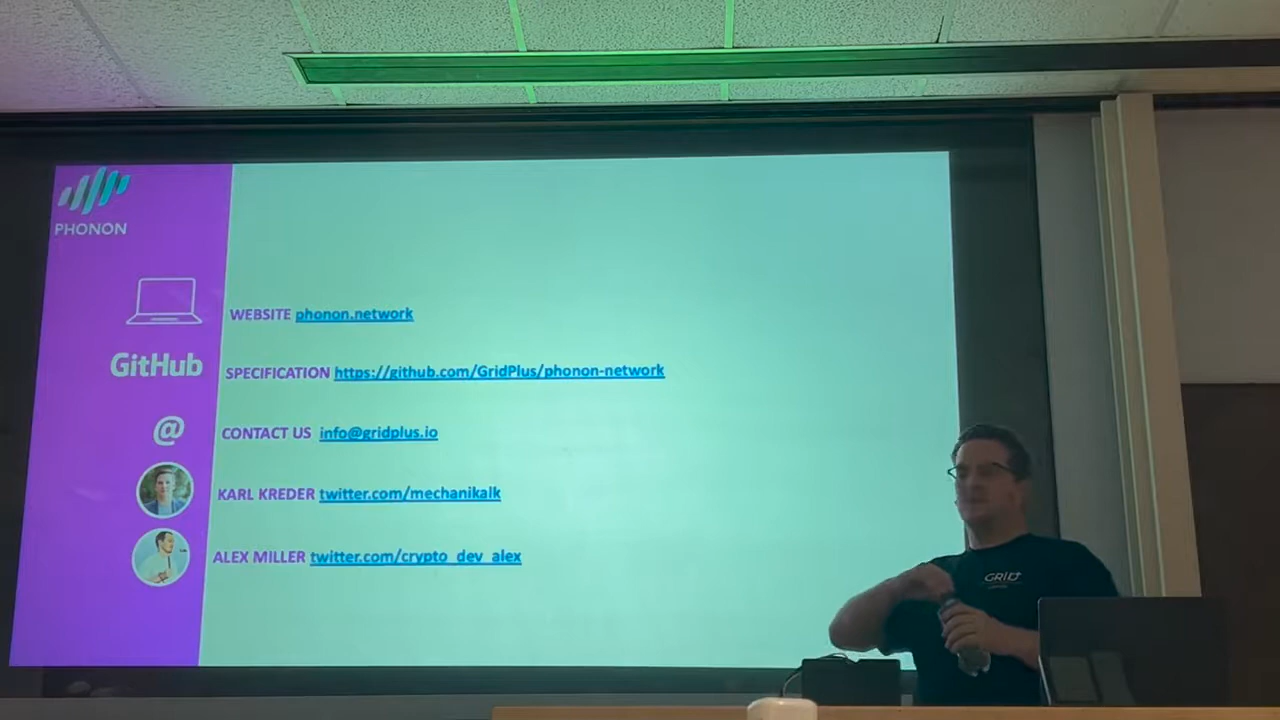 PHONON
WEBSITE phonon.network
GitHub
SPECIFICATION https://github.com/GridPlus/phonon-network
@
CONTACT US info@gridplus.io
KARL KREDER twitter.com/mechanikalk
ALEX MILLER twitter.com/crypto_dev_alex
GRID+